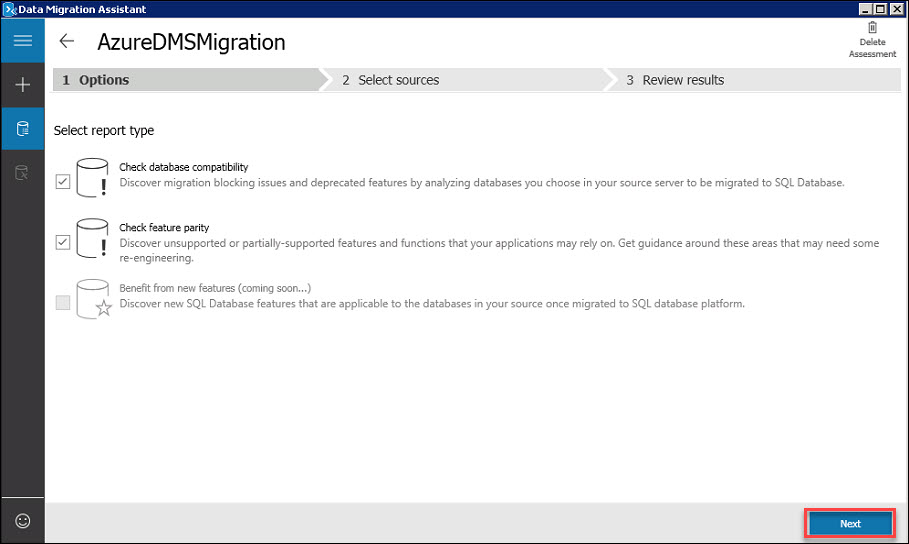 Data Migration Assistant
AzureDMSMigration
Delete
Assessment
1 Options
2 Select sources
3 Review results
Select report type
Check database compatibility
Discover migration blocking issues and deprecated features by analyzing databases you choose in your source server to be migrated to SQL Database.
Check feature parity
Discover unsupported or partially-supported features and functions that your applications may rely on. Get guidance around these areas that may need some
re-engineering.
Benefit from new features (coming soon...)
Discover new SQL Database features that are applicable to the databases in your source once migrated to SQL database platform.
Next